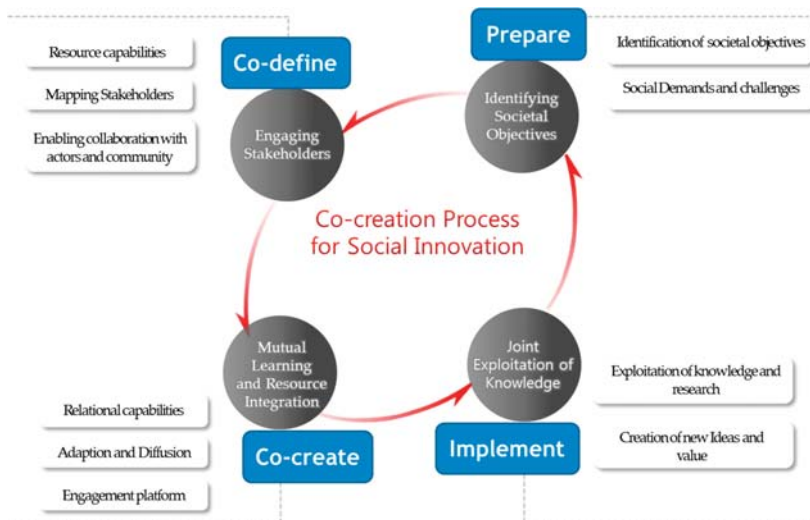 Prepare
Identifying
Societal
Objectives
Identification of societal objectives
Social Demands and challenges
Co-define
Engaging
Stakeholders
Resource capabilities
Mapping Stakeholders
Enabling collaboration with
actors and community
Co-creation Process
for Social Innovation
Mutual
Learning
and Resource
Integration
Co-create
Relational capabilities
Adaption and Diffusion
Engagement platform
Joint
Exploitation of
Knowledge
Implement
Exploitation of knowledge and
research
Creation of new Ideas and
value